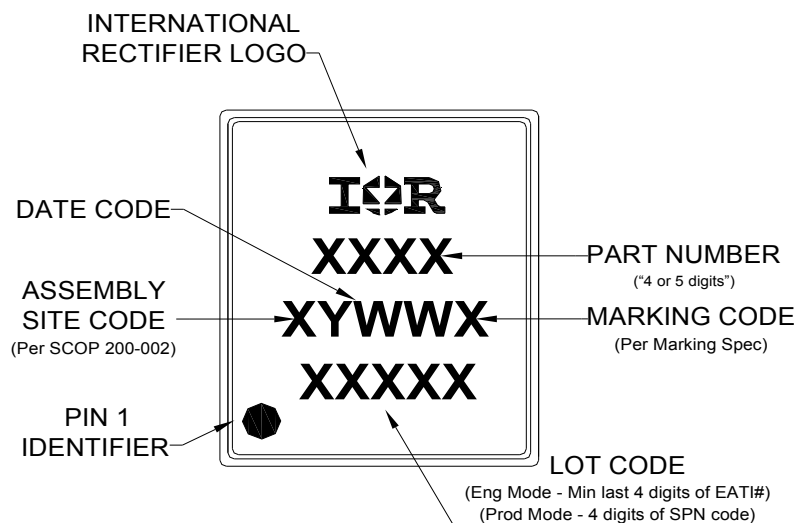 INTERNATIONAL
RECTIFIER LOGO
IOR
DATE CODE
XXXX
PART NUMBER
(“4 or 5 digits”)
ASSEMBLY
SITE CODE
(Per SCOP 200-002)
XYWWX
MARKING CODE
(Per Marking Spec)
XXXXX
PIN 1
IDENTIFIER
LOT CODE
(Eng Mode - Min last 4 digits of EATI#)
(Prod Mode - 4 digits of SPN code)